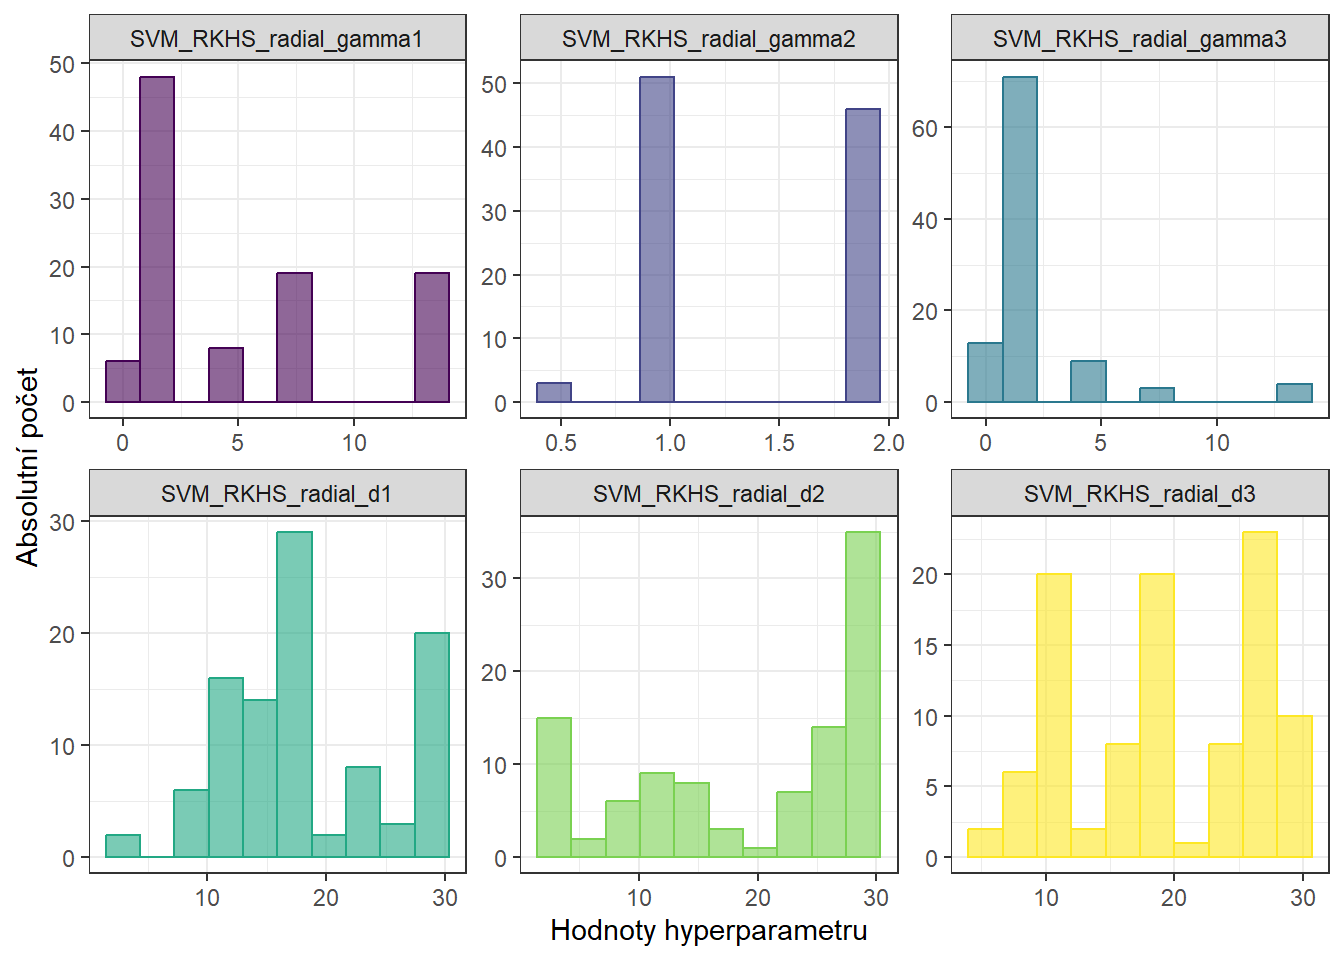 SVM_RKHS_radial_gamma1 SVM_RKHS_radial_gamma2 SVM_RKHS_radial_gamma3
50
40
30
20
10
0
0 5 10
50
40
30
20
10
0
0.5 1.0 1.5 2.0
60
40
20
0
0 5 10
SVM_RKHS_radial_d1 SVM_RKHS_radial_d2 SVM_RKHS_radial_d3
30
20
10
0
10 20 30
30
20
10
0
10 20 30
20
15
10
5
0
10 20 30
Absolutní počet
Hodnoty hyperparametru